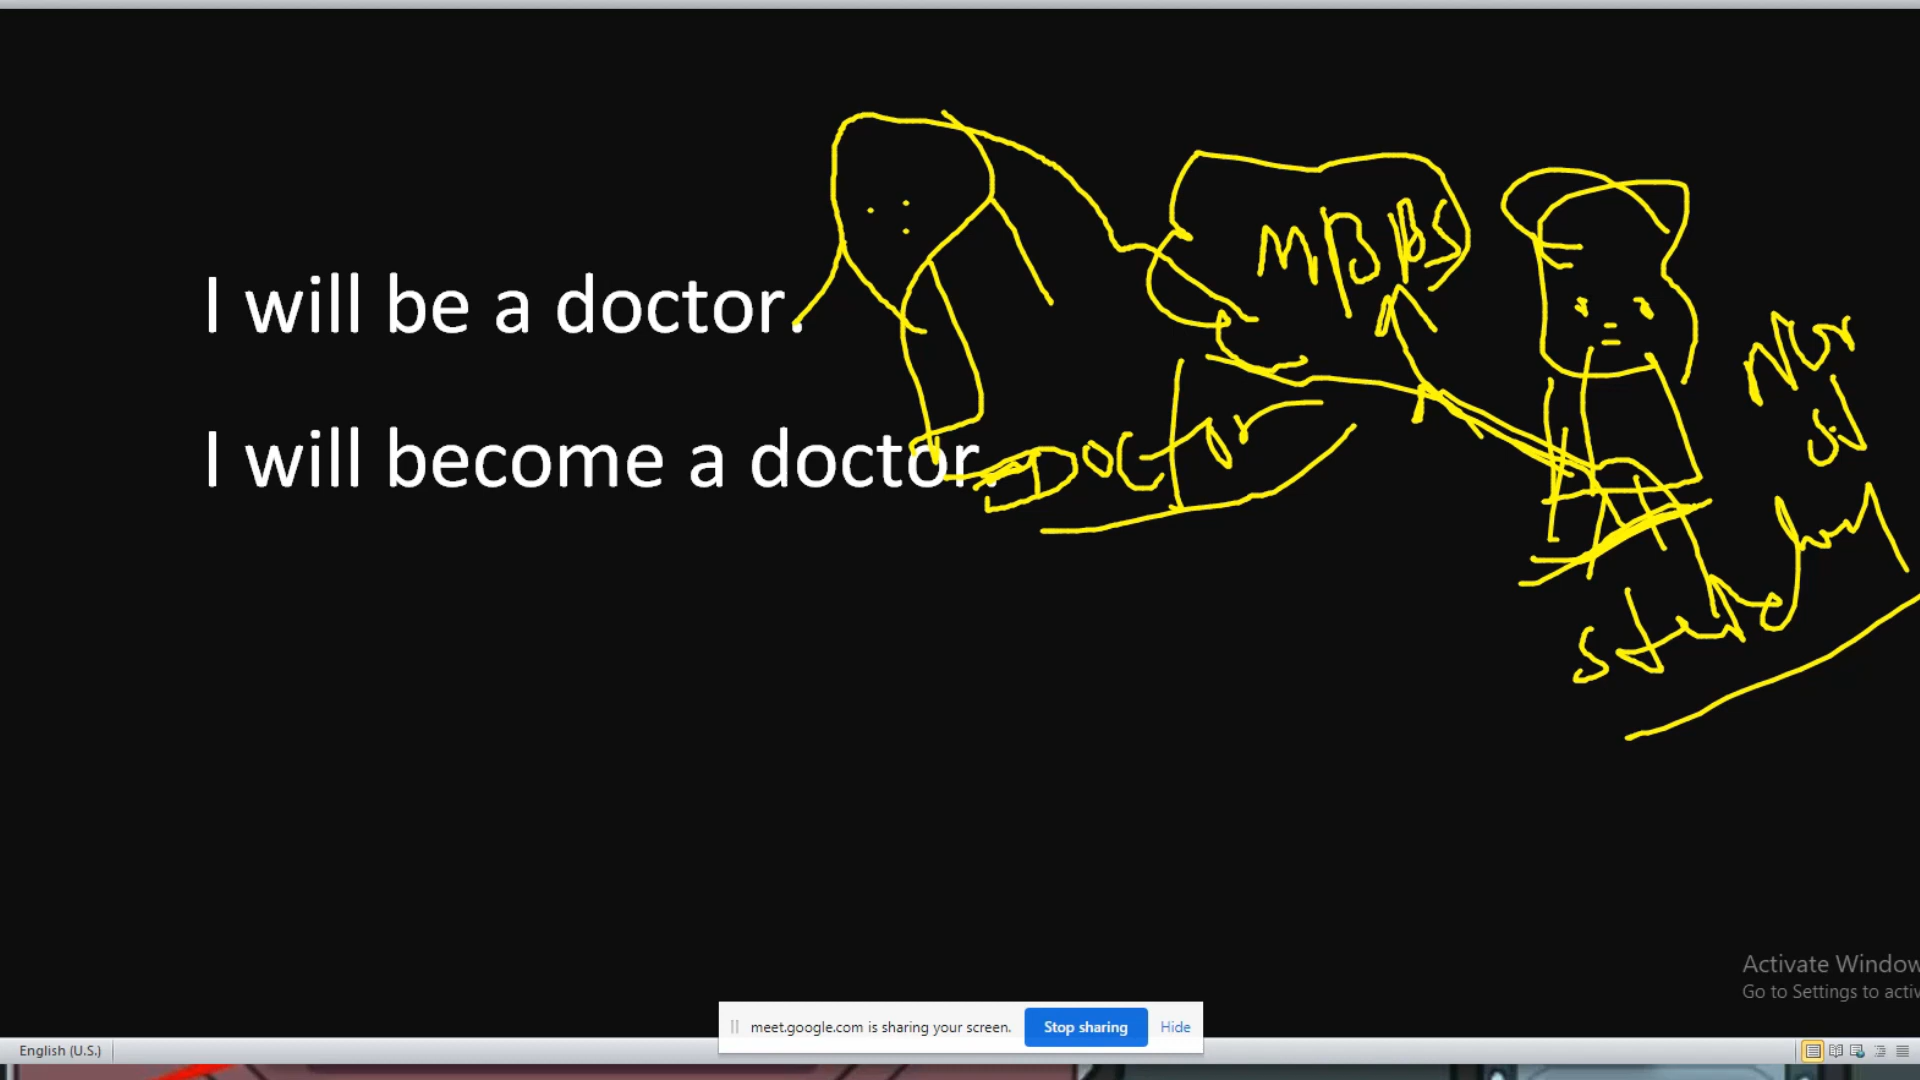 I will be a doctor.
I will become a doctor.
MBBS
Doctor
Activate Window
Go to Settings to activ
meet.google.com is sharing your screen.
Stop sharing
Hide
English (U.S.)